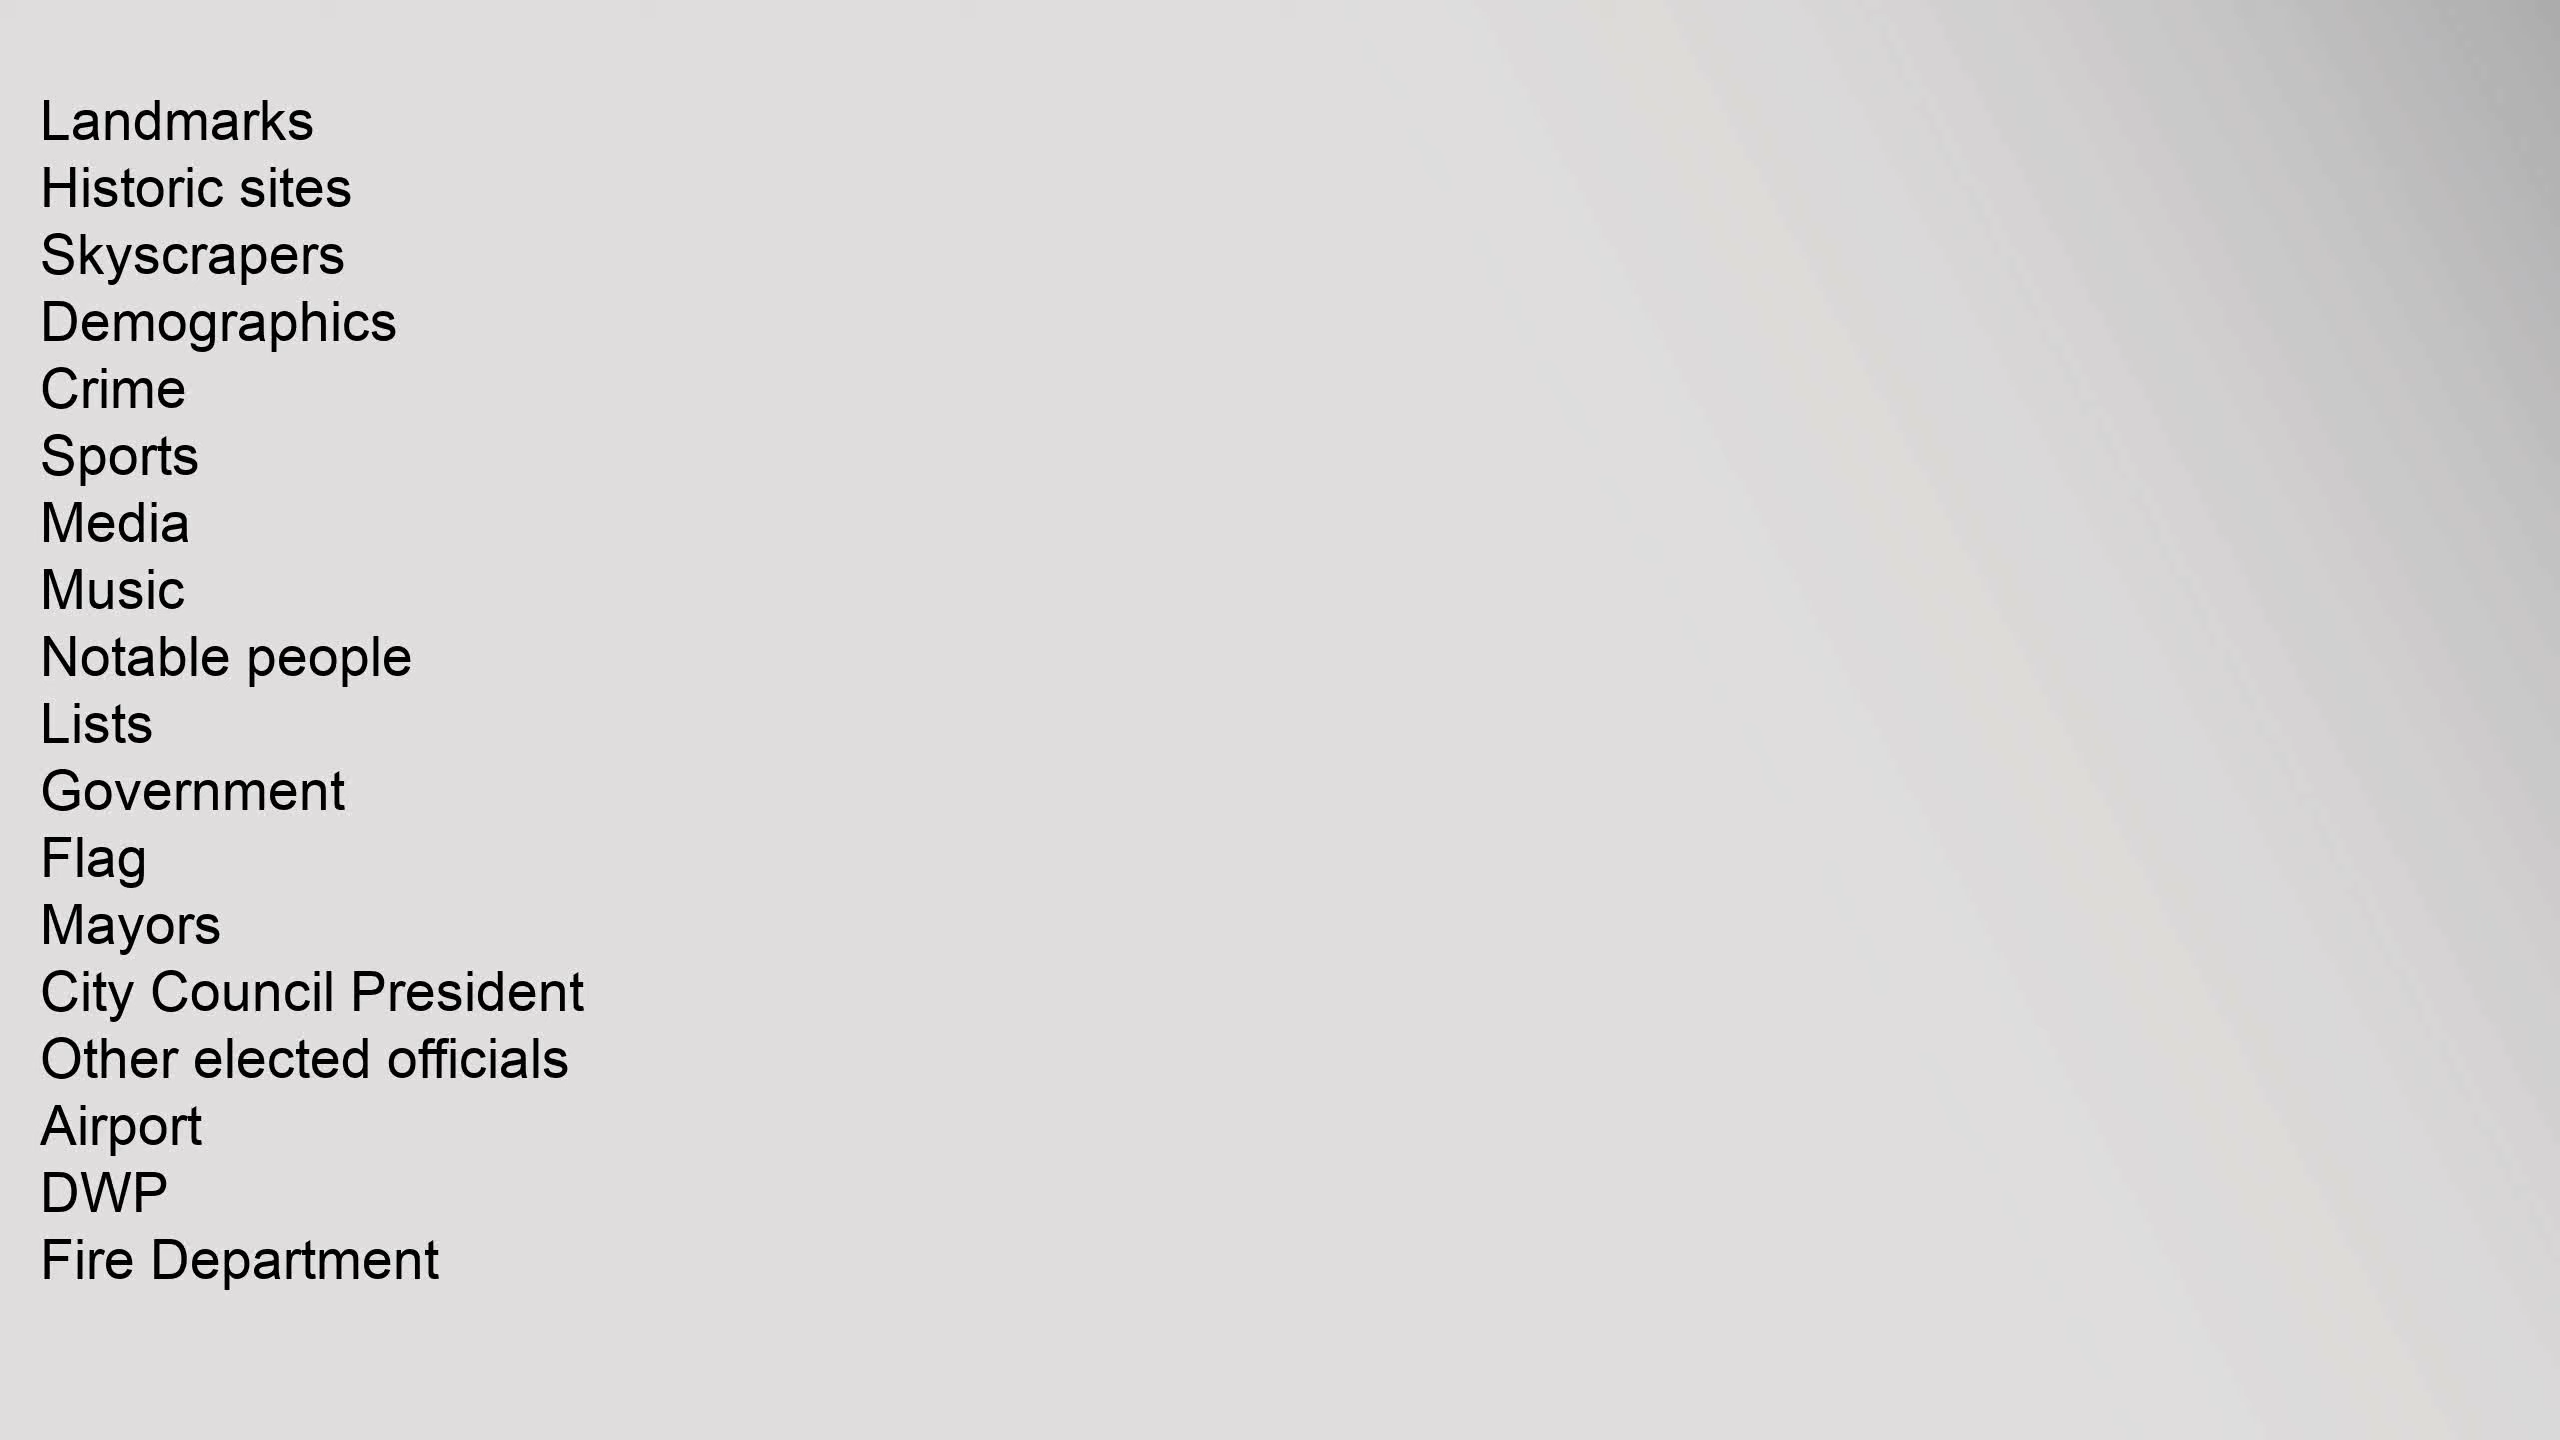 Landmarks
Historic sites
Skyscrapers
Demographics
Crime
Sports
Media
Music
Notable people
Lists
Government
Flag
Mayors
City Council President
Other elected officials
Airport
DWP
Fire Department